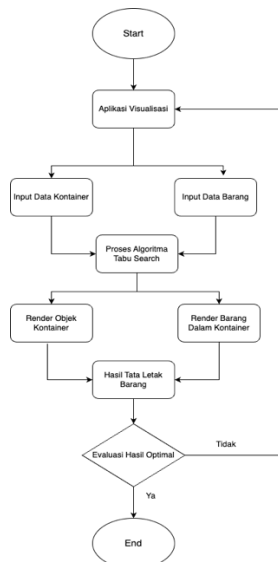 Start
Aplikasi Visualisasi
Input Data Kontainer
Input Data Barang
Proses Algoritma
Tabu Search
Render Objek
Kontainer
Render Barang
Dalam Kontainer
Hasil Tata Letak
Barang
Evaluasi Hasil Optimal
Tidak
Ya
End